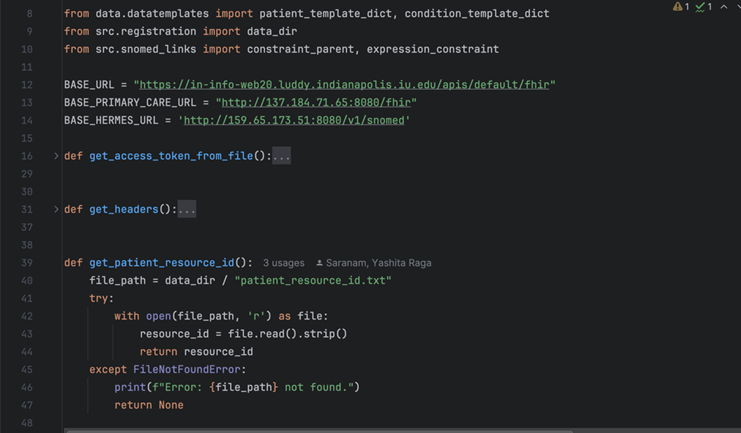 8 from data.datatemplates import patient_template_dict, condition_template_dict
9 from src.registration import data_dir
10 from src.snomed_links import constraint_parent, expression_constraint
11
12 BASE_URL = "https://in-info-web20.luddy.indianapolis.iu.edu/apis/default/fhir"
13 BASE_PRIMARY_CARE_URL = "http://137.184.71.65:8080/fhir"
14 BASE_HERMES_URL = 'http://159.65.173.51:8080/v1/snomed'
15
16 def get_access_token_from_file():...
29
30
31 def get_headers():...
37
38
39 def get_patient_resource_id(): 3 usages Saranam, Yashita Raga
40 file_path = data_dir / "patient_resource_id.txt"
41 try:
42 with open(file_path, 'r') as file:
43 resource_id = file.read().strip()
44 return resource_id
45 except FileNotFoundError:
46 print(f"Error: {file_path} not found.")
47 return None
48
1 1